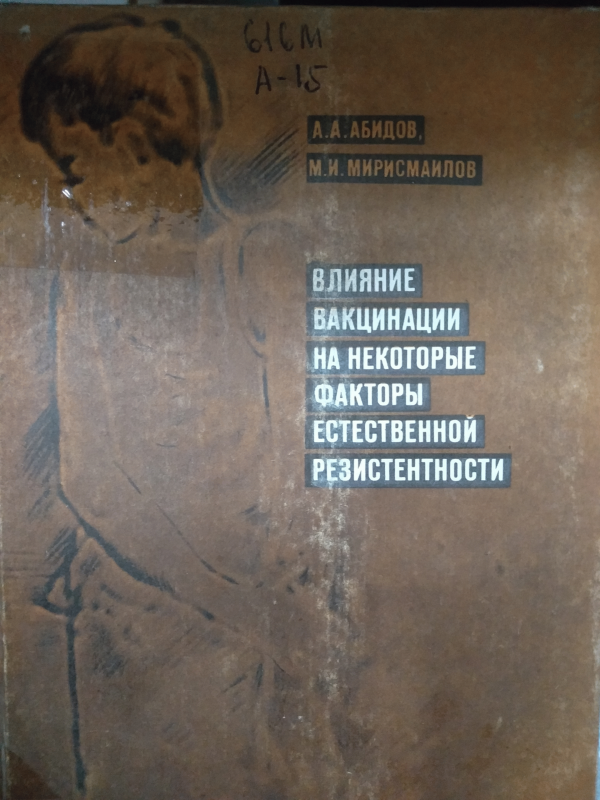 61СМ
А-15
А.А.АБИДОВ,
М.И.МИРИСМАИЛОВ
ВЛИЯНИЕ
ВАКЦИНАЦИИ
НА НЕКОТОРЫЕ
ФАКТОРЫ
ЕСТЕСТВЕННОЙ
РЕЗИСТЕНТНОСТИ